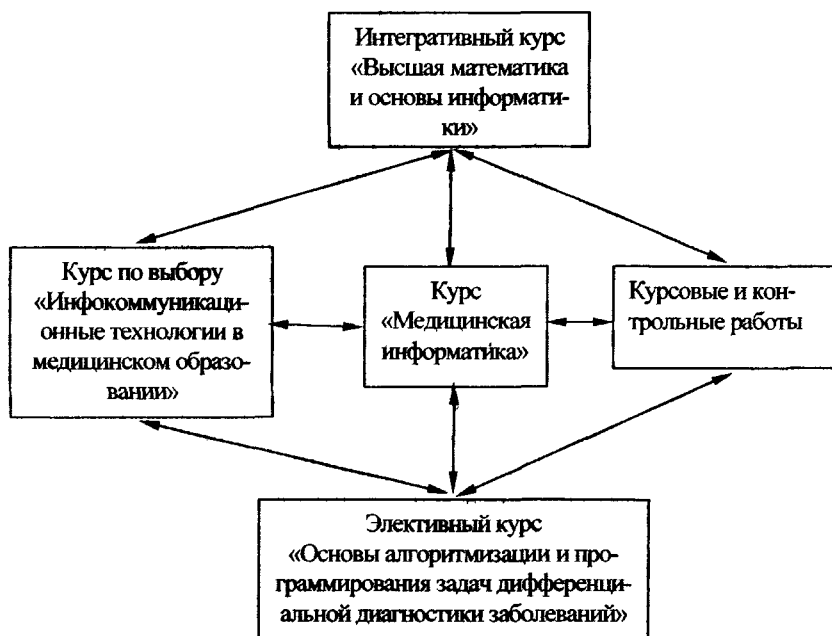 Интегративный курс
«Высшая математика
и основы информати-
ки»
Курс по выбору
«Инфокоммуникаци-
онные технологии в
медицинском образо-
вании»
Курс
«Медицинская
информатика»
Курсовые и кон-
трольные работы
Элективный курс
«Основы алгоритмизации и про-
граммирования задач дифференци-
альной диагностики заболеваний»